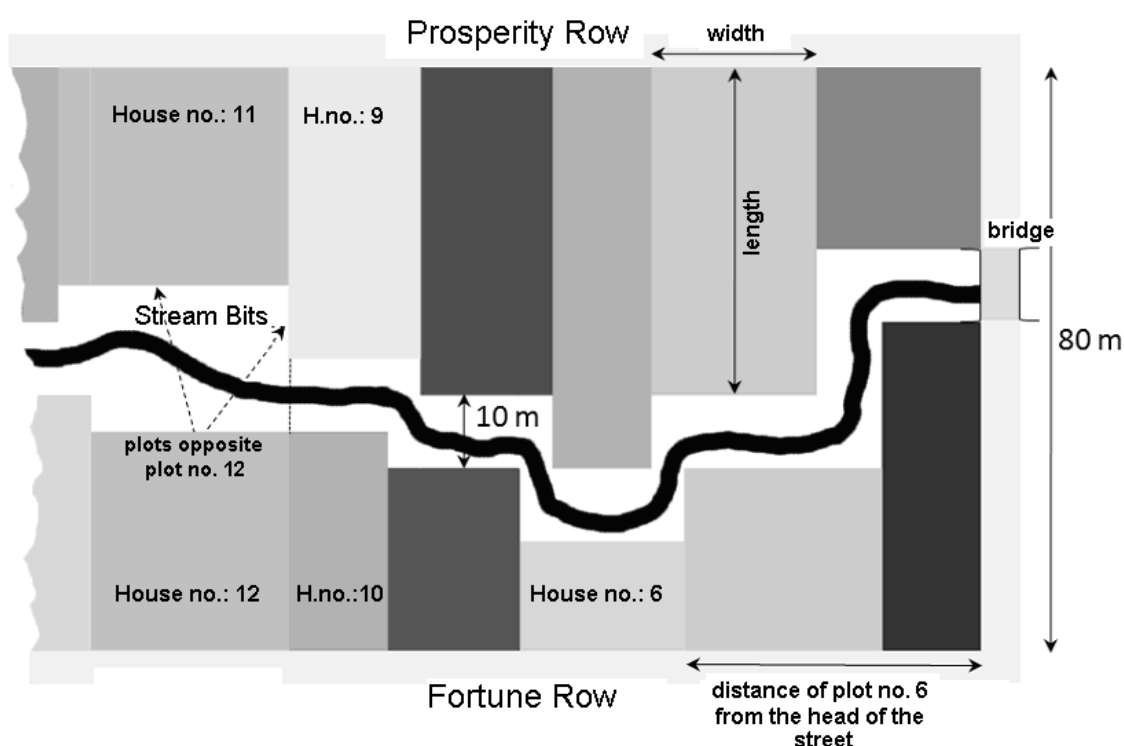 Prosperity Row
width
House no.: 11
H.no.: 9
length
bridge
Stream Bits
80 m
10 m
plots opposite
plot no. 12
House no.: 12
H.no.:10
House no.: 6
Fortune Row
distance of plot no. 6
from the head of the
street